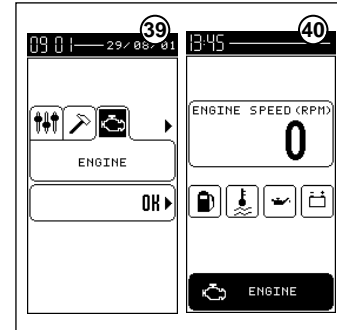 39
09 01 29/08/01
ENGINE
OK
40
13:45
ENGINE SPEED (RPM)
0
ENGINE